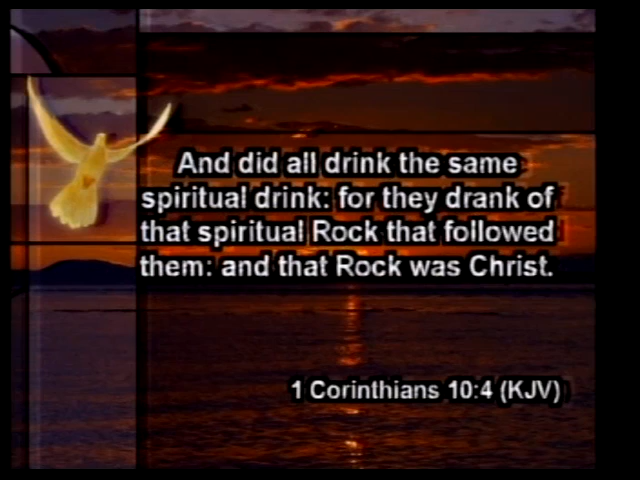 And did all drink the same
spiritual drink: for they drank of
that spiritual Rock that followed
them: and that Rock was Christ.
1 Corinthians 10:4 (KJV)